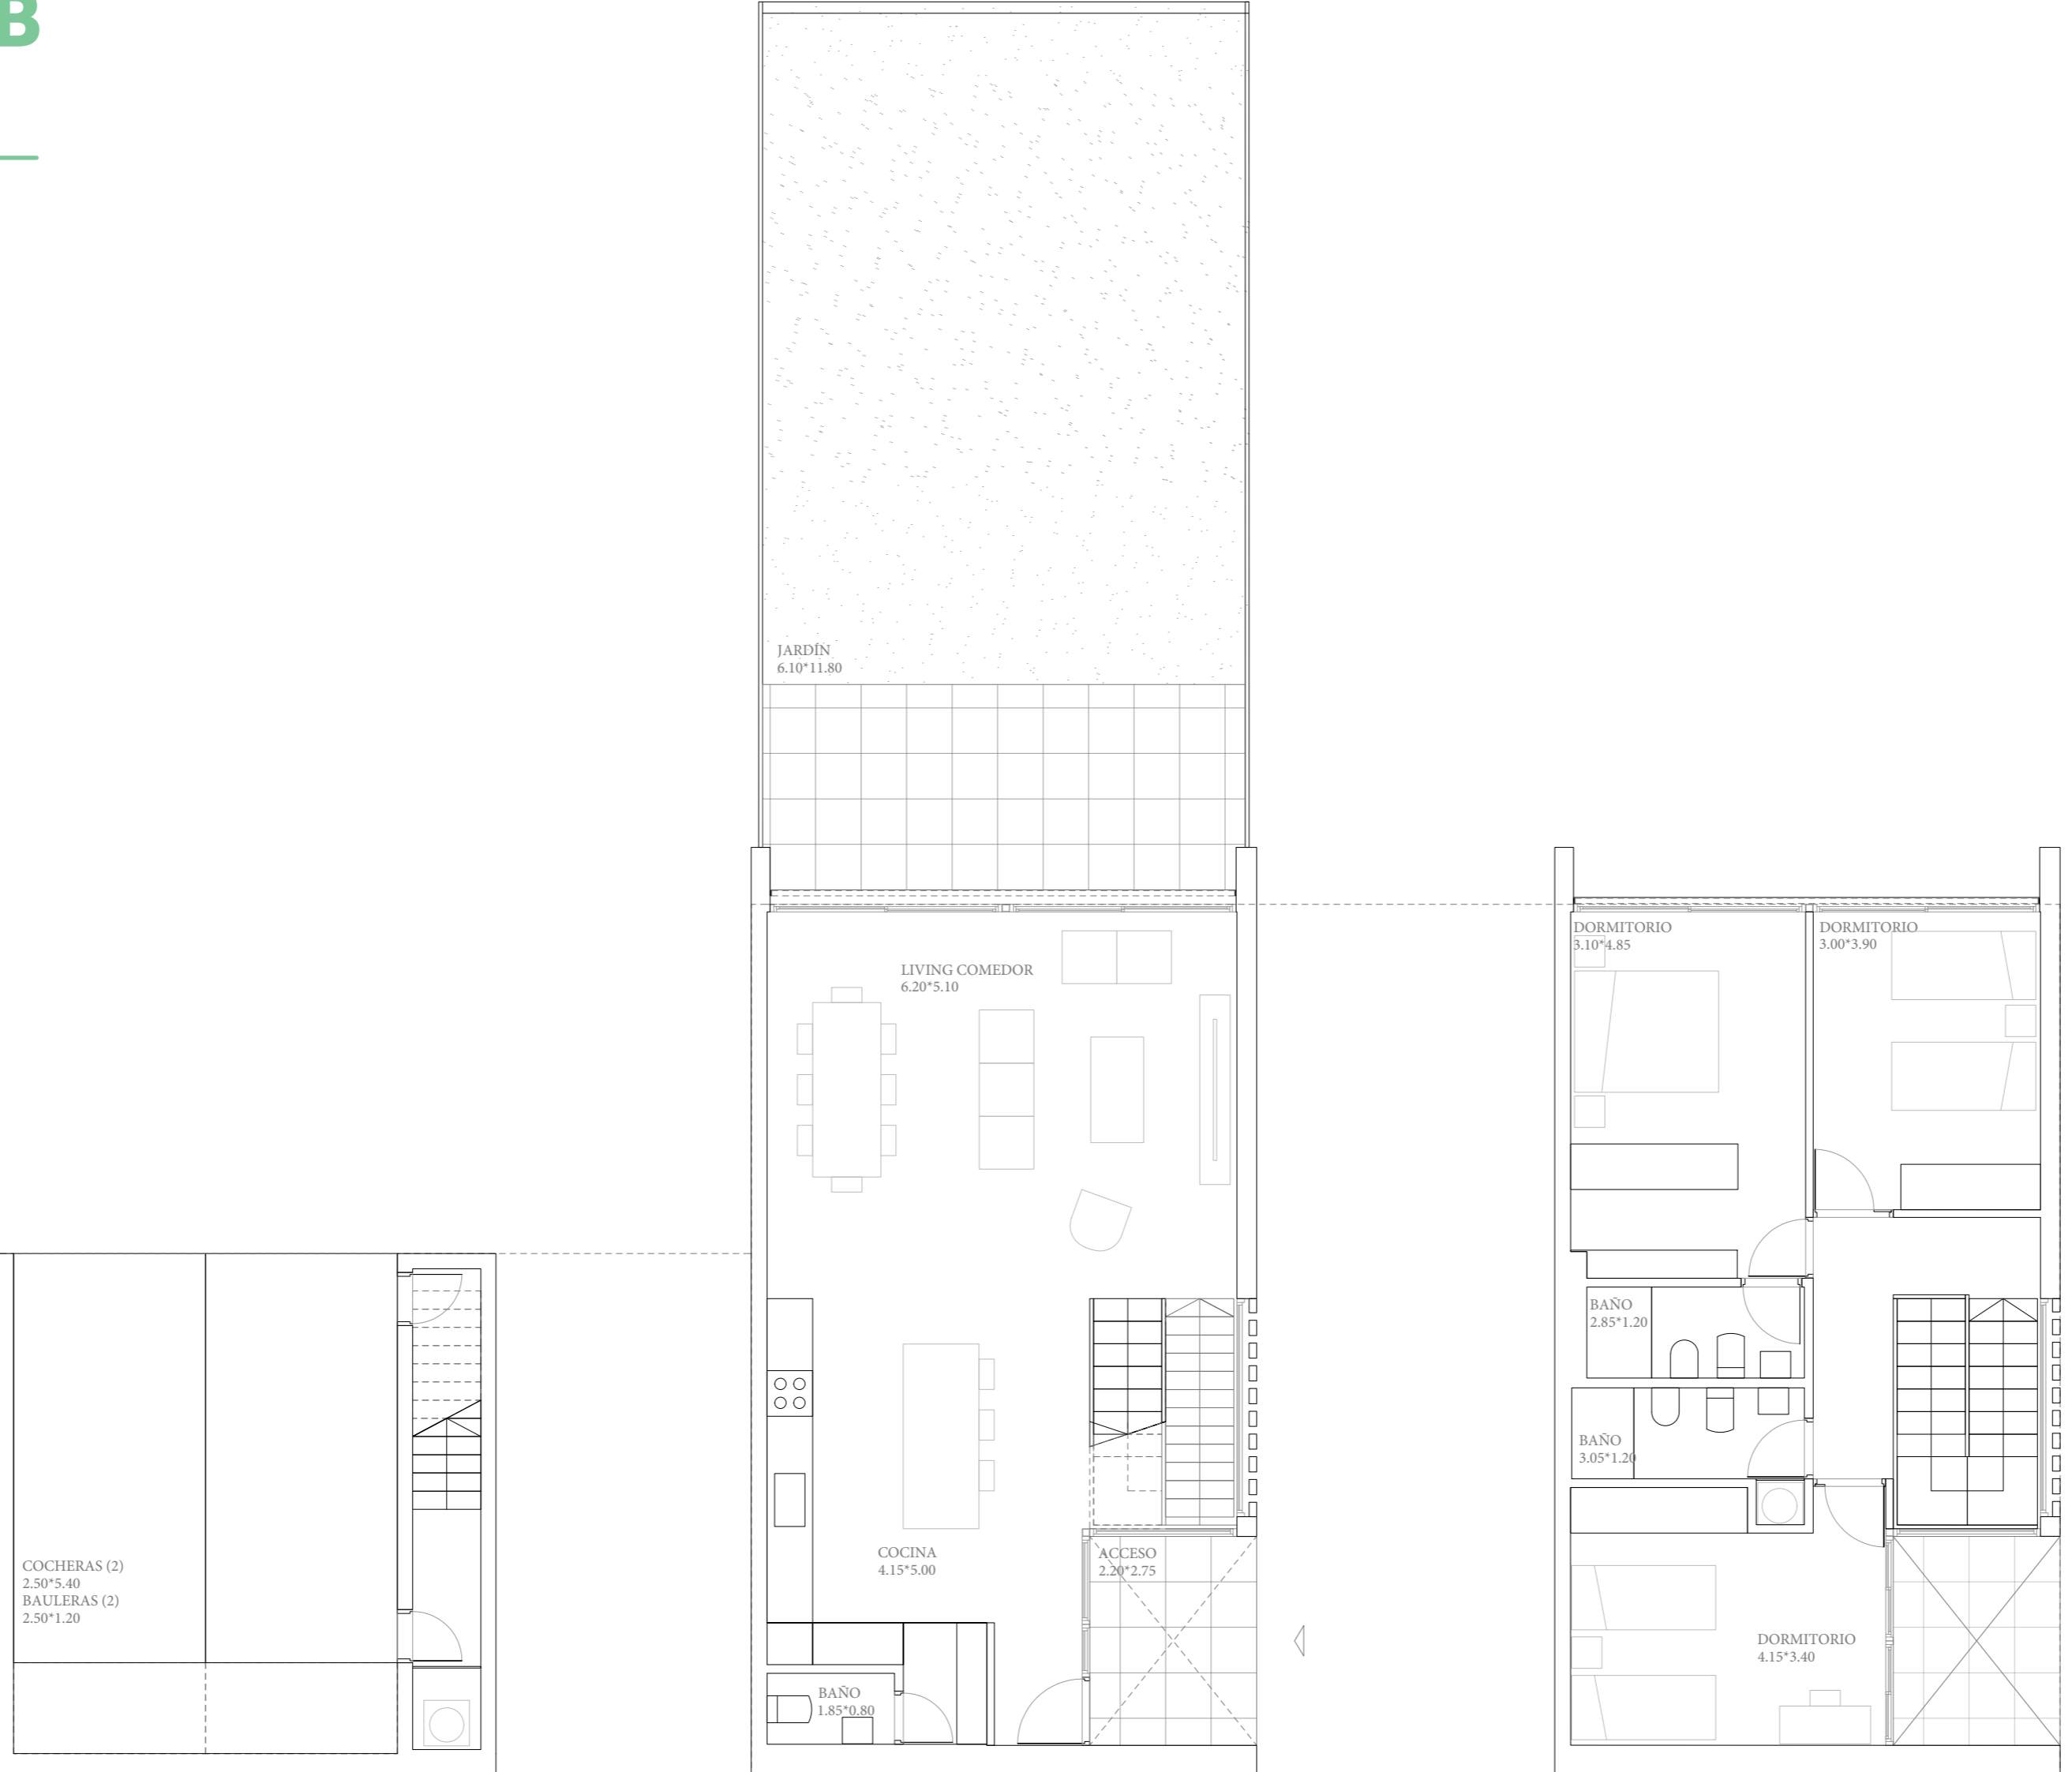 B
JARDÍN
6.10*11.80
LIVING COMEDOR
6.20*5.10
COCINA
4.15*5.00
ACCESO
2.20*2.75
BAÑO
1.85*0.80
COCHERAS (2)
2.50*5.40
BAULERAS (2)
2.50*1.20
DORMITORIO
3.10*4.85
DORMITORIO
3.00*3.90
BAÑO
2.85*1.20
BAÑO
3.05*1.20
DORMITORIO
4.15*3.40